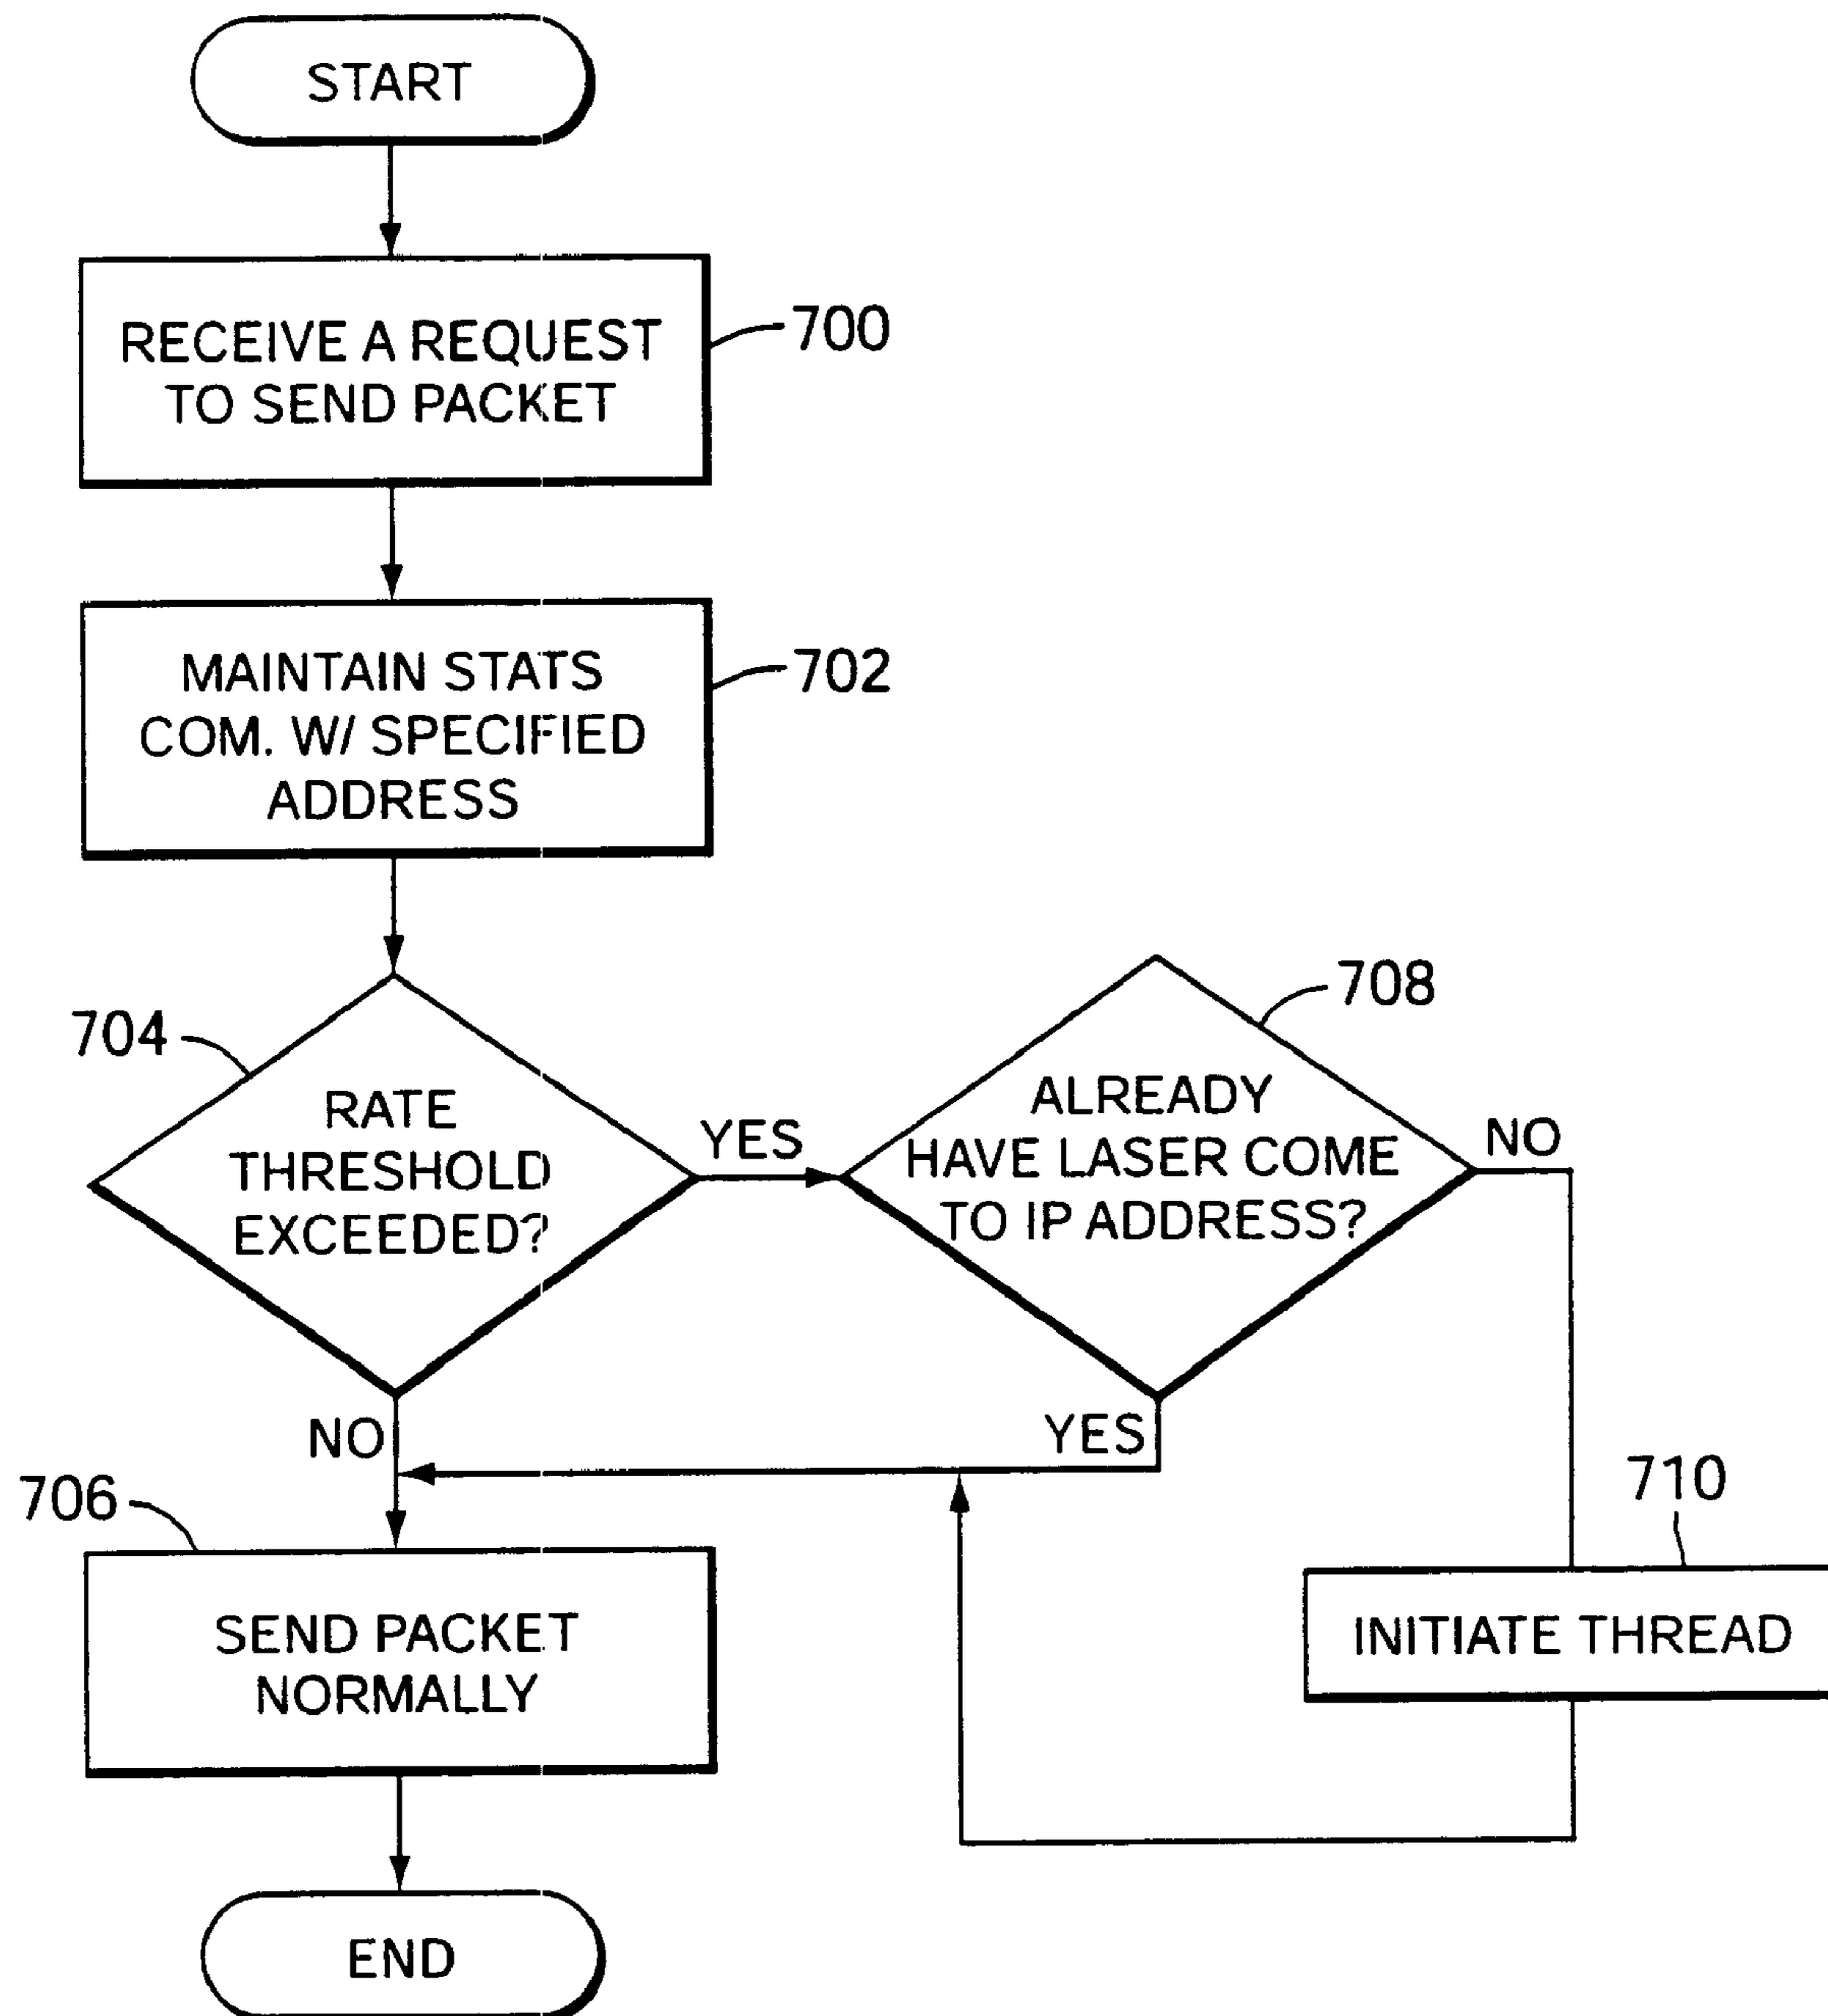 START
RECEIVE A REQUEST
TO SEND PACKET
700
MAINTAIN STATS
COM. W/ SPECIFIED
ADDRESS
702
704
RATE
THRESHOLD
EXCEEDED?
YES
NO
708
ALREADY
HAVE LASER COME
TO IP ADDRESS?
NO
YES
706
SEND PACKET
NORMALLY
710
INITIATE THREAD
END